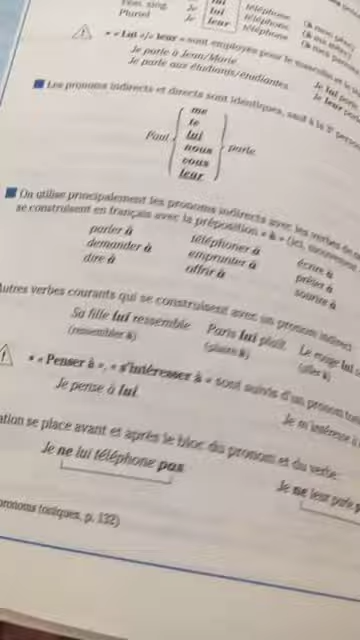 Fém. sing. Je lui téléphone
Pluriel Je leur téléphone
• « Lui »/« leur » sont employés pour le masculin et le
Je parle à Jean/Marie. Je lui
Je parle aux étudiants/étudiantes. Je leur
Les pronoms indirects et directs sont identiques, sauf à la 3e
me
te
Paul lui parle
nous
vous
leur
On utilise principalement les pronoms indirects avec les verbes de
se construisent en français avec la préposition « à » (ici,
parler à téléphoner à écrire à
demander à emprunter à prêter à
dire à offrir à sourire à
utres verbes courants qui se construisent avec un pronom indirect
Sa fille lui ressemble Paris lui plaît. Le rouge lui
(ressembler à) (plaire à) (aller à)
• « Penser à », « s'intéresser à » sont suivis d'un pronom
Je pense à lui. Je m'intéresse à
ation se place avant et après le bloc du pronom et du verbe:
Je ne lui téléphone pas Je ne leur parle
pronoms toniques, p. 132)